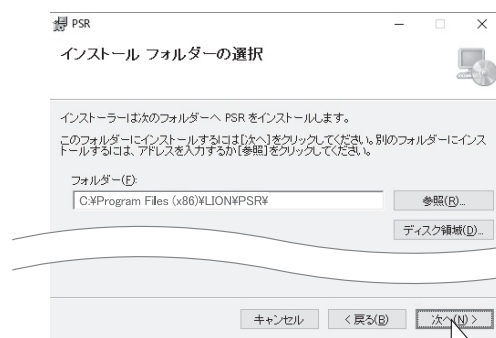 PSR
インストール フォルダーの選択
インストーラーは次のフォルダーへ PSR をインストールします。
このフォルダーにインストールするには[次へ]をクリックしてください。別のフォルダーにインス
トールするには、アドレスを入力するか[参照]をクリックしてください。
フォルダー(F):
C:¥Program Files (x86)¥LION¥PSR¥
参照(R)...
ディスク領域(D)...
キャンセル
< 戻る(B)
次へ(N) >